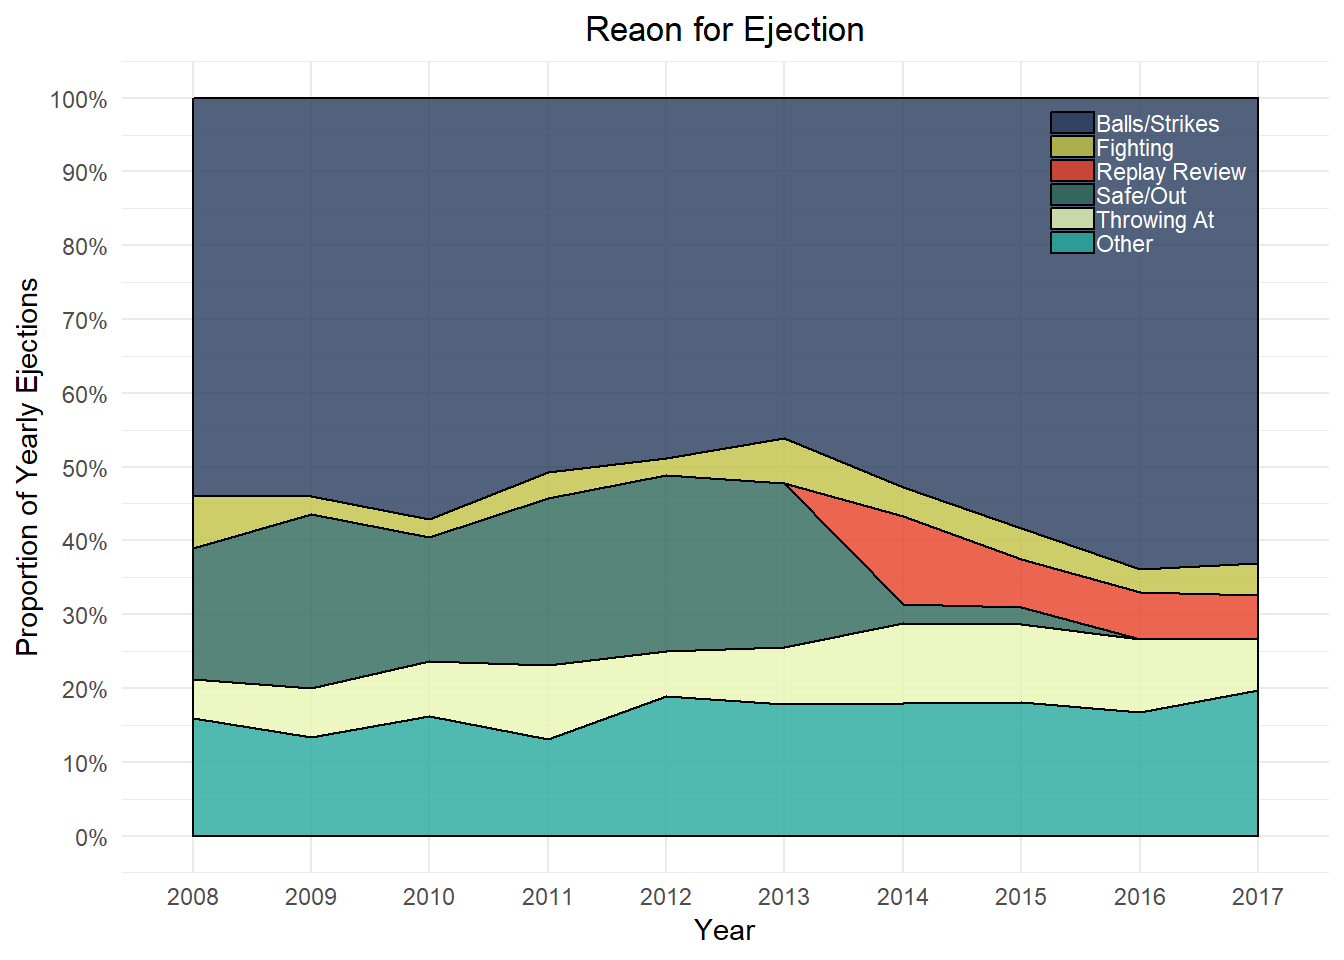 Reaon for Ejection
100%
90%
80%
70%
60%
50%
40%
30%
20%
10%
0%
Proportion of Yearly Ejections
Balls/Strikes
Fighting
Replay Review
Safe/Out
Throwing At
Other
2008 2009 2010 2011 2012 2013 2014 2015 2016 2017
Year